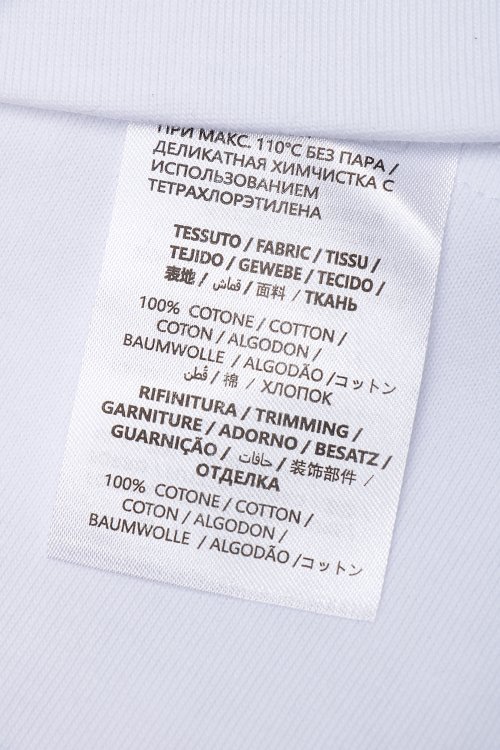 ПРИ МАКС. 110°C БЕЗ ПАРА /
ДЕЛИКАТНАЯ ХИМЧИСТКА С
ИСПОЛЬЗОВАНИЕМ
ТЕТРАХЛОРЭТИЛЕНА
TESSUTO / FABRIC / TISSU /
TEJIDO / GEWEBE / TECIDO /
表地 / قماش / 面料 / ТКАНЬ
100% COTONE / COTTON /
COTON / ALGODON /
BAUMWOLLE / ALGODÃO /コットン
/ قُطن / 棉 / ХЛОПОК
RIFINITURA / TRIMMING /
GARNITURE / ADORNO / BESATZ /
GUARNIÇÃO / حافات / 装饰部件 /
ОТДЕЛКА
100% COTONE / COTTON /
COTON / ALGODON /
BAUMWOLLE / ALGODÃO /コットン